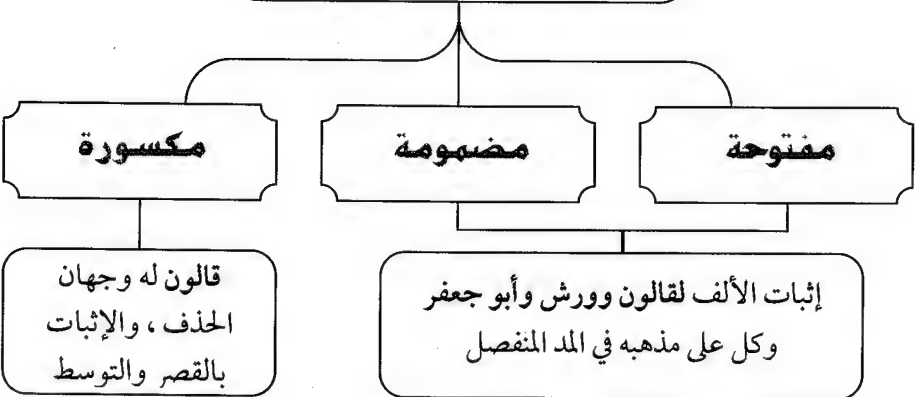 مفتوحة
مضمومة
مكسورة
إثبات الألف لقالون وورش وأبو جعفر
وكل على مذهبه في المد المنفصل
قالون له وجهان
الحذف ، والإثبات
بالقصر والتوسط